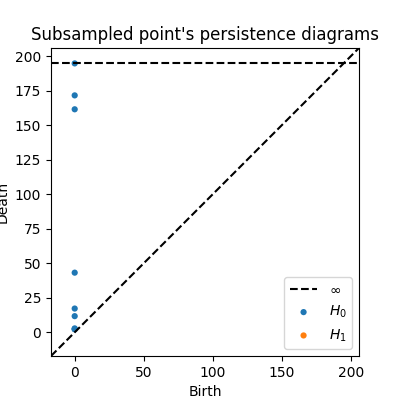 Subsampled point's persistence diagrams
200
175
150
125
100
75
50
25
0
Death
0 50 100 150 200
Birth
∞
H₀
H₁